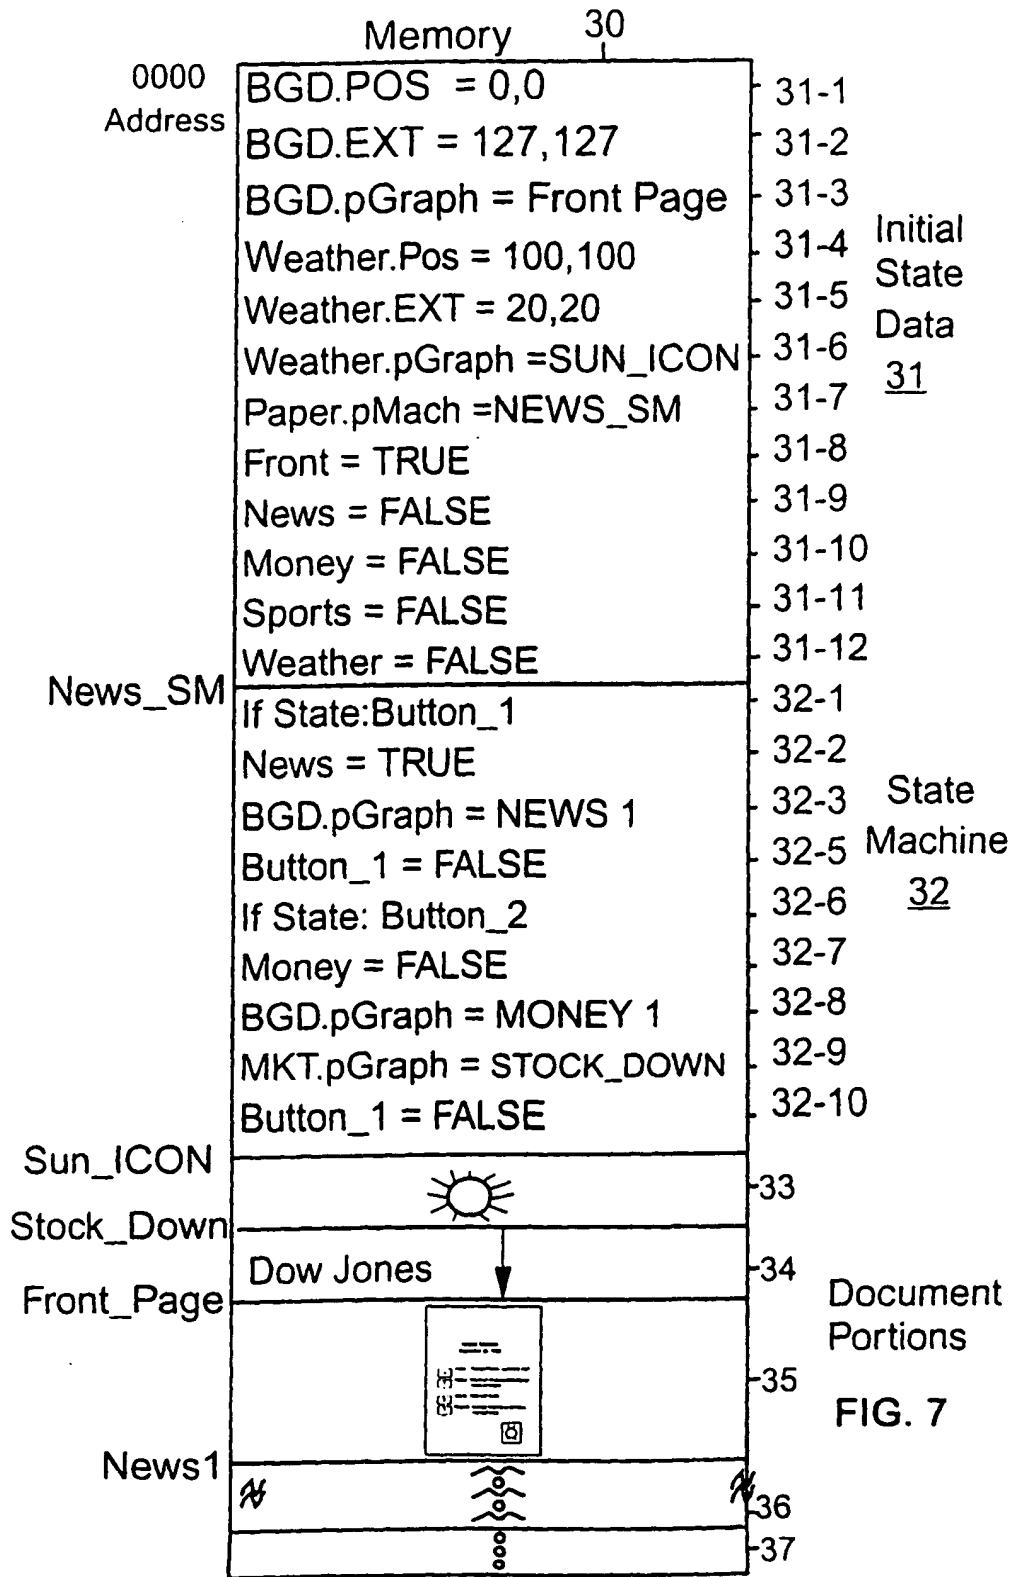 Memory 30
0000
Address
BGD.POS = 0,0 31-1
BGD.EXT = 127,127 31-2
BGD.pGraph = Front Page 31-3
Weather.Pos = 100,100 31-4
Weather.EXT = 20,20 31-5
Weather.pGraph =SUN_ICON 31-6
Paper.pMach =NEWS_SM 31-7
Front = TRUE 31-8
News = FALSE 31-9
Money = FALSE 31-10
Sports = FALSE 31-11
Weather = FALSE 31-12
Initial
State
Data
31
News_SM
If State:Button_1 32-1
News = TRUE 32-2
BGD.pGraph = NEWS 1 32-3
Button_1 = FALSE 32-5
If State: Button_2 32-6
Money = FALSE 32-7
BGD.pGraph = MONEY 1 32-8
MKT.pGraph = STOCK_DOWN 32-9
Button_1 = FALSE 32-10
State
Machine
32
Sun_ICON
33
Stock_Down
Dow Jones 34
Front_Page
35
Document
Portions
FIG. 7
News1
36
37